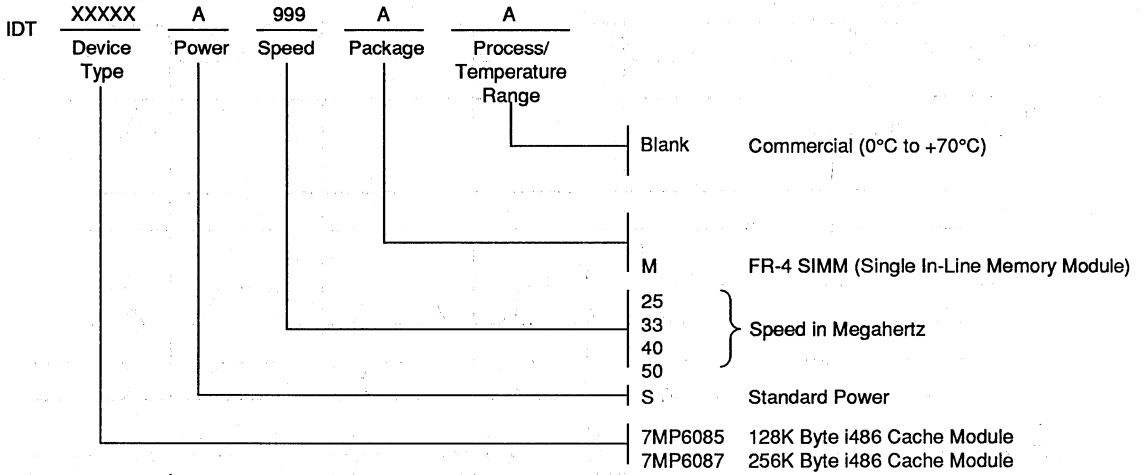 IDT XXXXX A 999 A A
Device Type Power Speed Package Process/ Temperature Range
Blank Commercial (0°C to +70°C)
M FR-4 SIMM (Single In-Line Memory Module)
25
33
40
50
Speed in Megahertz
S Standard Power
7MP6085 128K Byte i486 Cache Module
7MP6087 256K Byte i486 Cache Module